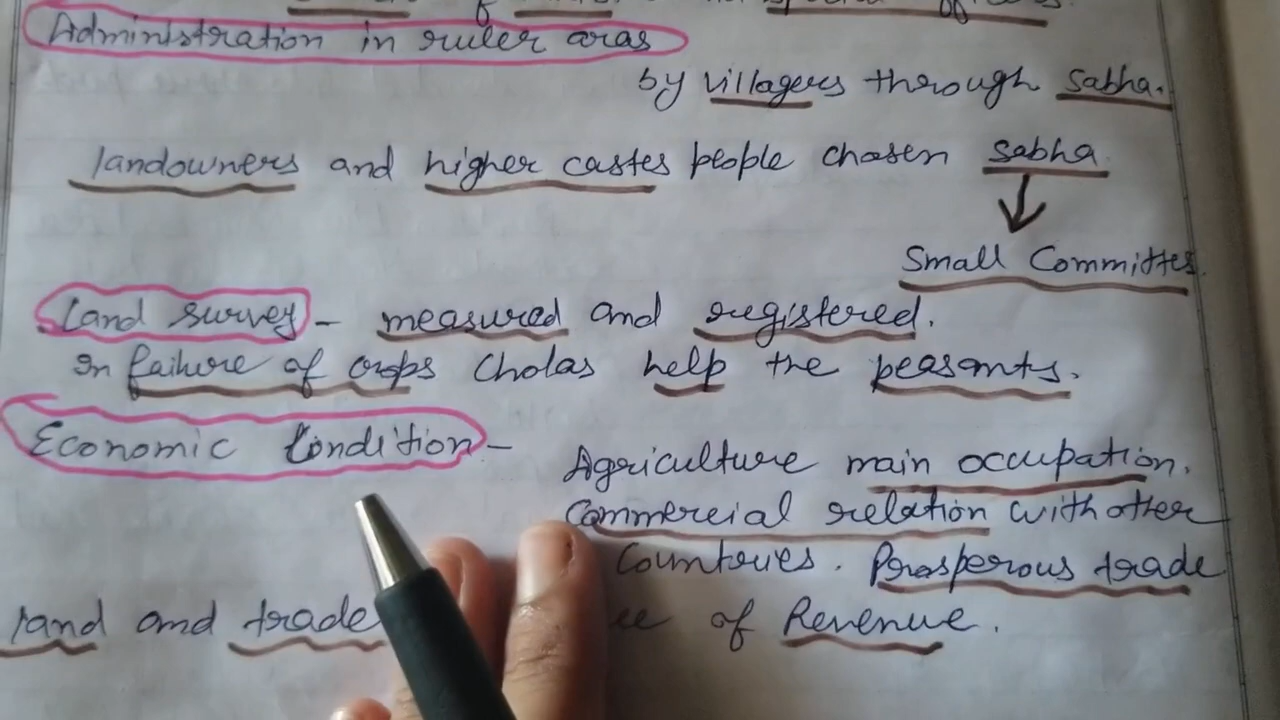 Administration in ruler aras
by villagers through sabha.
landowners and higher castes people chosen sabha.
Small Committes.
Land survey - measured and registered.
In failure of crops Cholas help the peasants.
Economic Condition -
Agriculture main occupation.
Commercial relation with other
Countries. Prosperous trade
land and trade of Revenue.